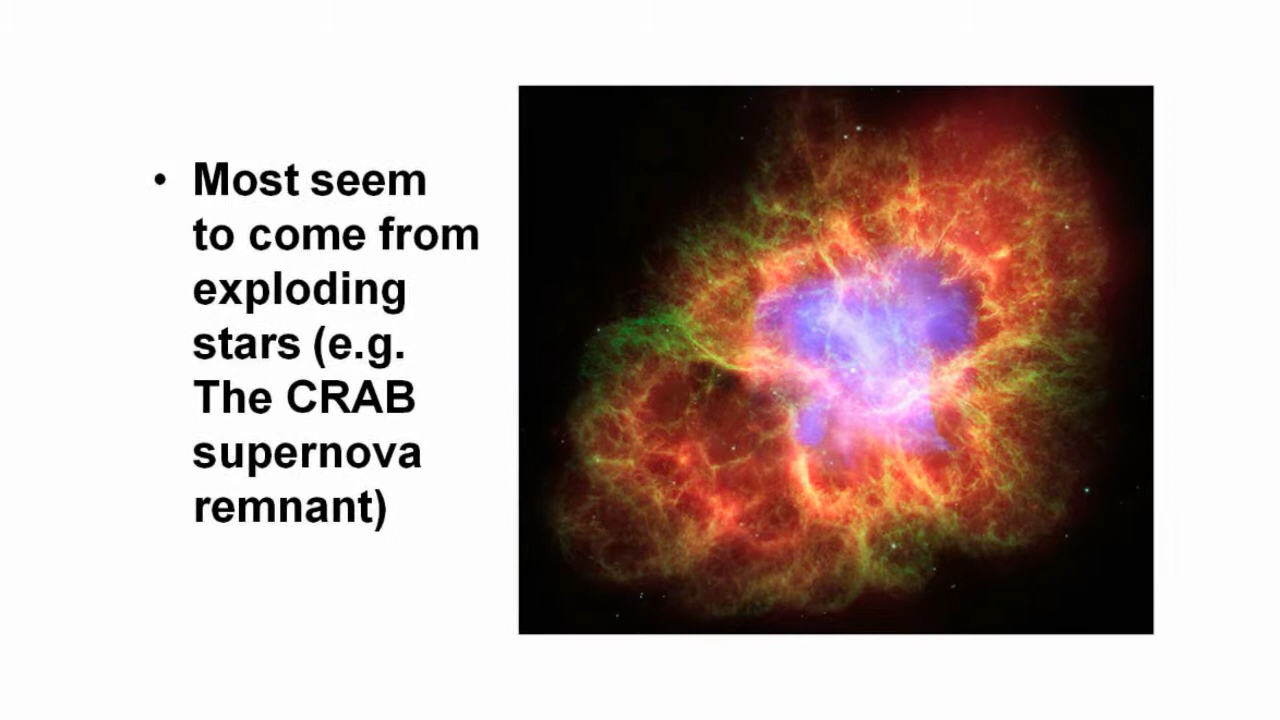 • Most seem
to come from
exploding
stars (e.g.
The CRAB
supernova
remnant)